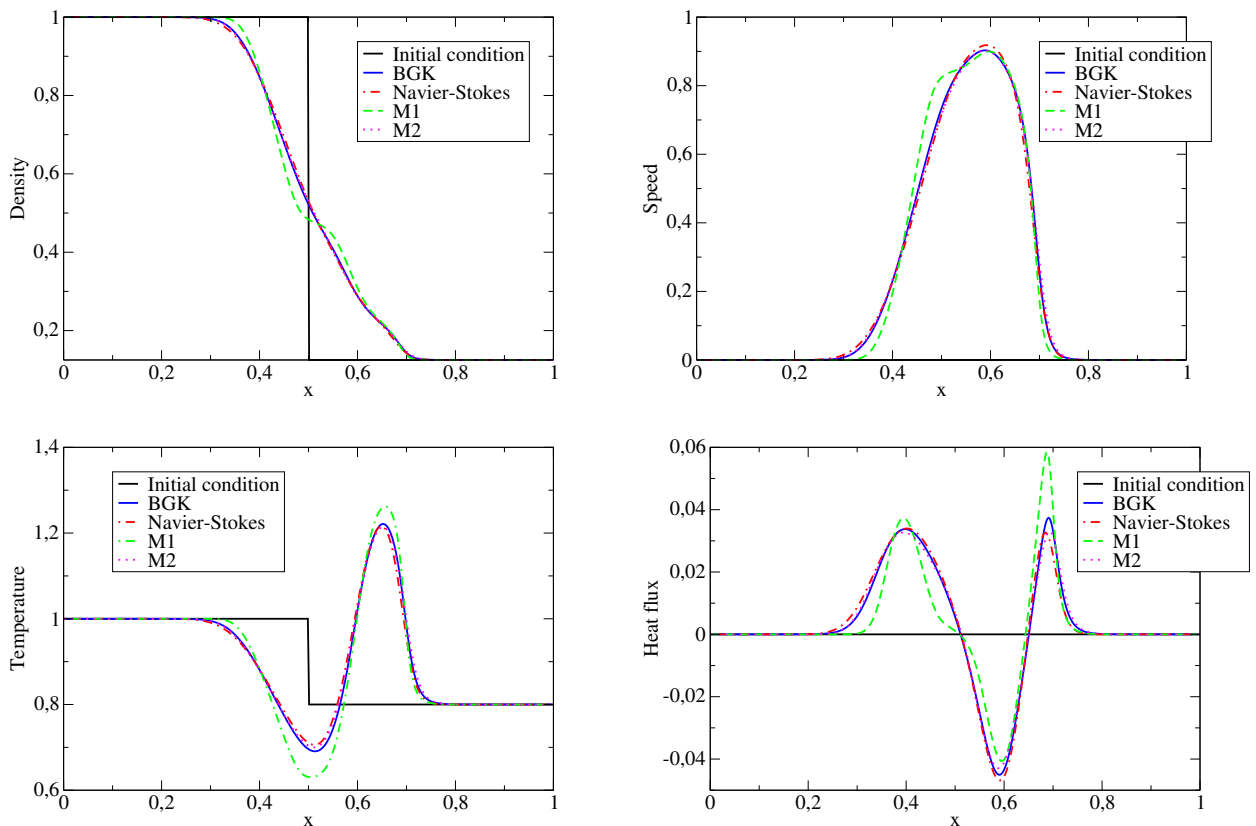 1
0,8
0,6
0,4
0,2
0
0,2
0,4
0,6
0,8
1
x
Density
Initial condition
BGK
Navier-Stokes
M1
M2
1
0,8
0,6
0,4
0,2
0
0
0,2
0,4
0,6
0,8
1
x
Speed
Initial condition
BGK
Navier-Stokes
M1
M2
1,4
1,2
1
0,8
0,6
0
0,2
0,4
0,6
0,8
1
x
Temperature
Initial condition
BGK
Navier-Stokes
M1
M2
0,06
0,04
0,02
0
-0,02
-0,04
0
0,2
0,4
0,6
0,8
1
x
Heat flux
Initial condition
BGK
Navier-Stokes
M1
M2